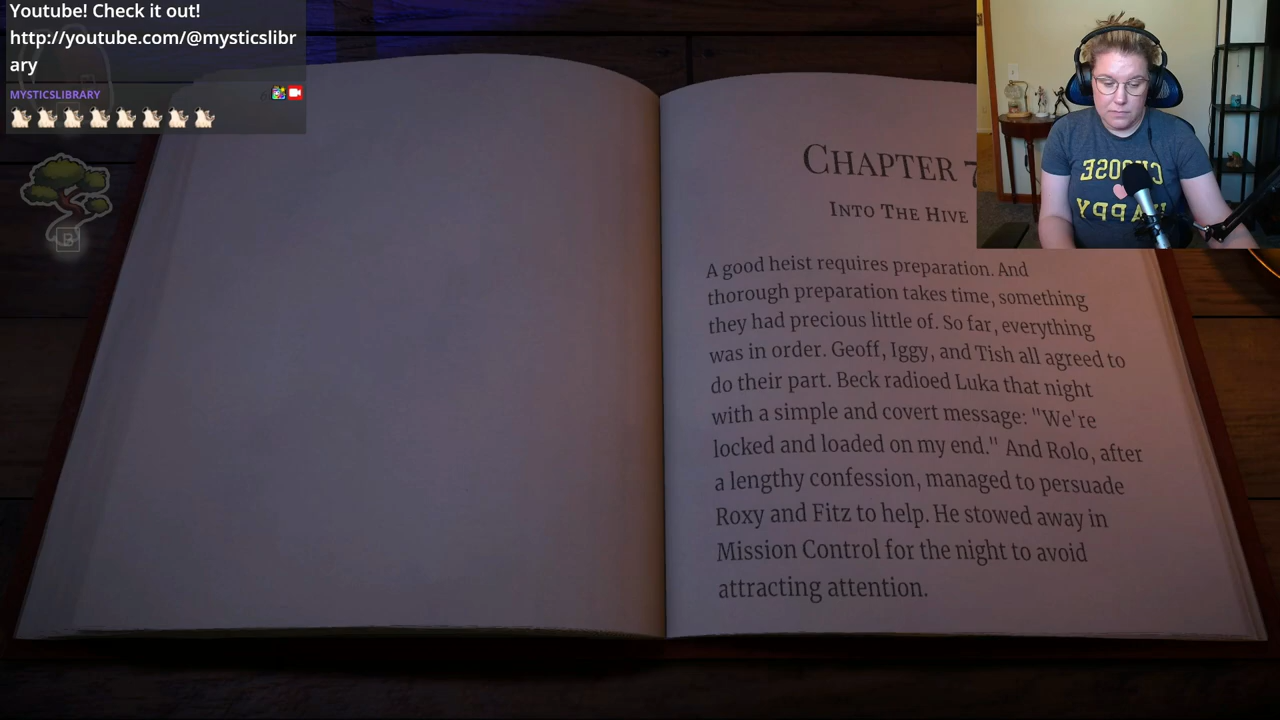 Youtube! Check it out!
http://youtube.com/@mysticslibr
ary
MYSTICSLIBRARY
B
CHAPTER 7
INTO THE HIVE
A good heist requires preparation. And
thorough preparation takes time, something
they had precious little of. So far, everything
was in order. Geoff, Iggy, and Tish all agreed to
do their part. Beck radioed Luka that night
with a simple and covert message: "We're
locked and loaded on my end." And Rolo, after
a lengthy confession, managed to persuade
Roxy and Fitz to help. He stowed away in
Mission Control for the night to avoid
attracting attention.
CHOOSE
HAPPY